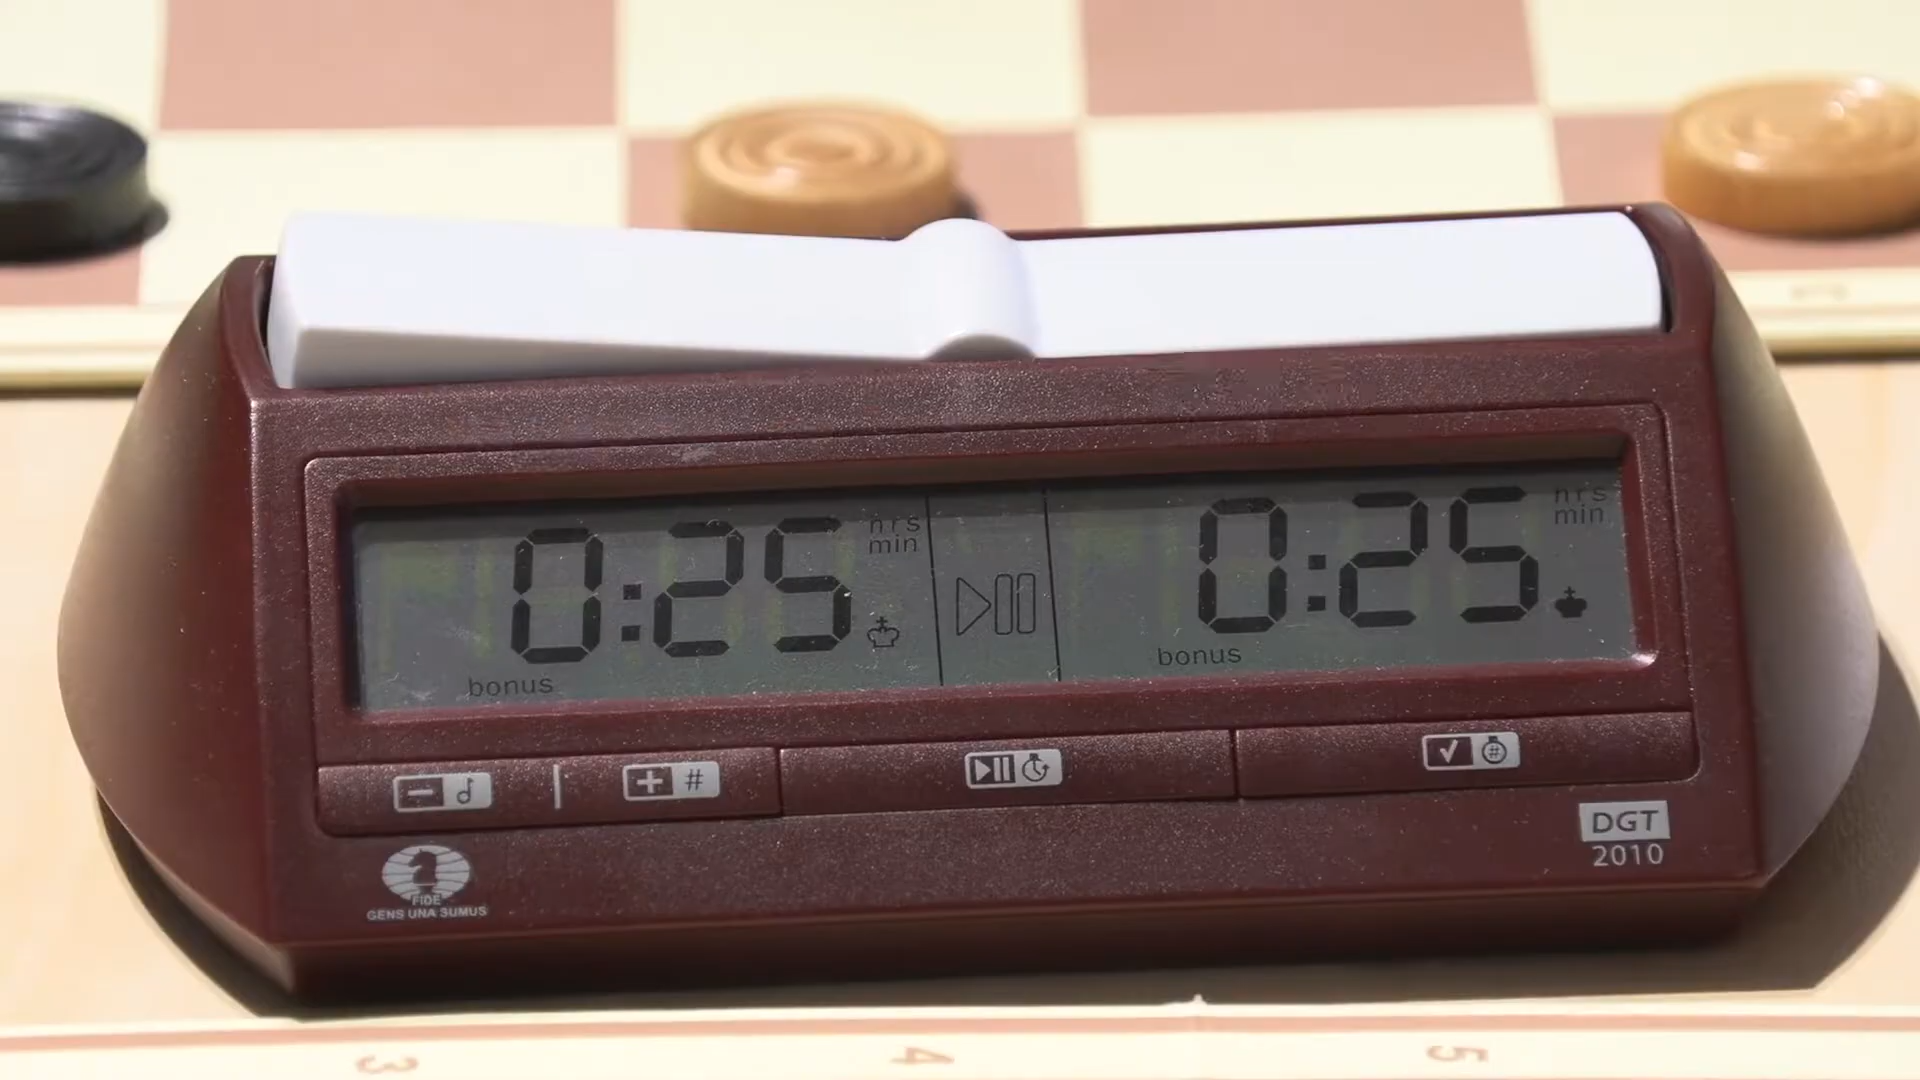 0:25 hrs
min
bonus
0:25 hrs
min
bonus
- + #
#
FIDE
GENS UNA SUMUS
DGT
2010
3 4 5